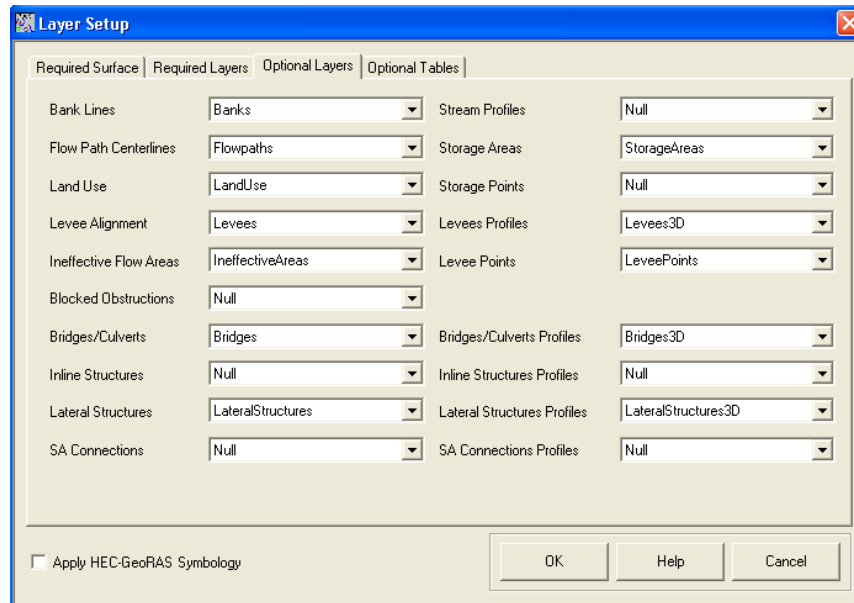 Layer Setup
Required Surface Required Layers Optional Layers Optional Tables
Bank Lines Banks Stream Profiles Null
Flow Path Centerlines Flowpaths Storage Areas StorageAreas
Land Use LandUse Storage Points Null
Levee Alignment Levees Levees Profiles Levees3D
Ineffective Flow Areas IneffectiveAreas Levee Points LeveePoints
Blocked Obstructions Null
Bridges/Culverts Bridges Bridges/Culverts Profiles Bridges3D
Inline Structures Null Inline Structures Profiles Null
Lateral Structures LateralStructures Lateral Structures Profiles LateralStructures3D
SA Connections Null SA Connections Profiles Null
Apply HEC-GeoRAS Symbology OK Help Cancel